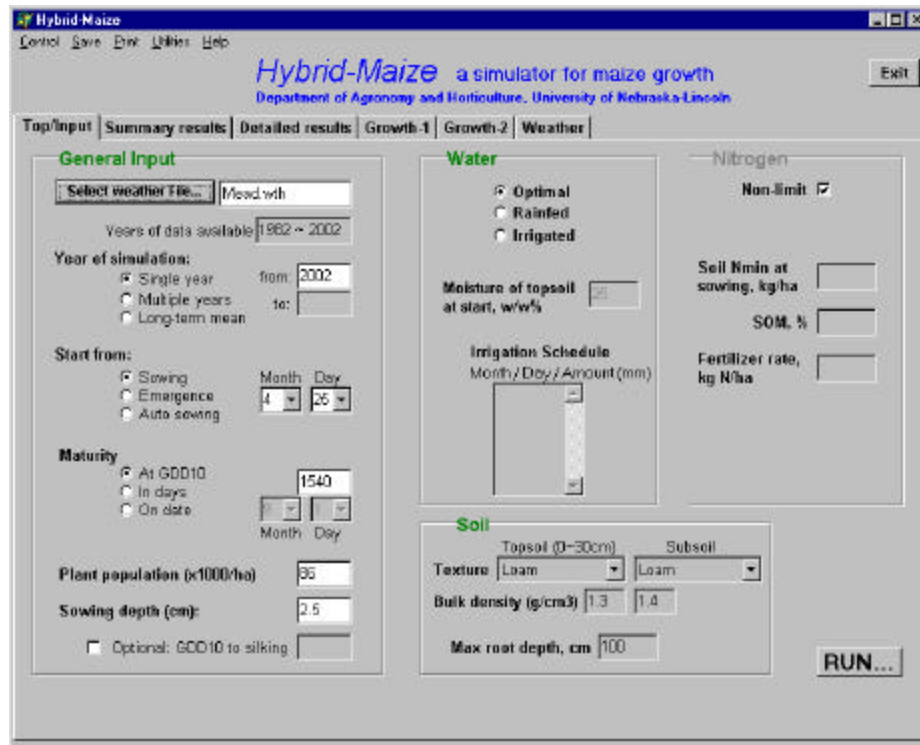 Hybrid-Maize
Control Save Print Utilities Help
Hybrid-Maize a simulator for maize growth
Exit
Department of Agronomy and Horticulture, University of Nebraska-Lincoln
Top/Input Summary results Detailed results Growth-1 Growth-2 Weather
General Input
Select weather File... Mead.wth
Years of data available 1982 ~ 2002
Year of simulation:
Single year from: 2002
Multiple years to:
Long-term mean
Start from:
Sowing Month Day
Emergence 4
Auto sowing
Maturity
At GDD10 1540
In days
On date
Month Day
Plant population (x1000/ha)
Sowing depth (cm): 2.5
Optional: GDD10 to silking
Water
Optimal
Rainfed
Irrigated
Moisture of topsoil
at start, w/w%
Irrigation Schedule
Month / Day / Amount (mm)
Nitrogen
Non-limit
Soil Nmin at
sowing, kg/ha
SOM, %
Fertilizer rate,
kg N/ha
Soil
Topsoil (0~30cm) Subsoil
Texture Loam Loam
Bulk density (g/cm3) 1.3 1.4
Max root depth, cm 100
RUN...